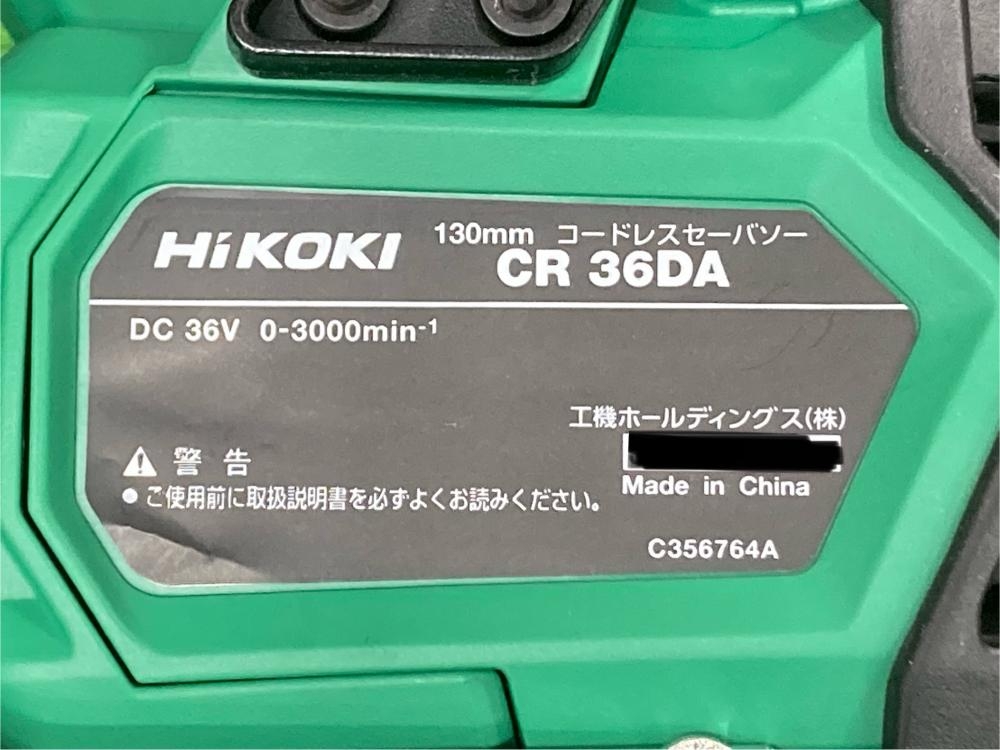 HiKOKI
130mm コードレスセーバソー
CR 36DA
DC 36V 0-3000min-1
工機ホールディングス(株)
⚠ 警告
● ご使用前に取扱説明書を必ずよくお読みください。
Made in China
C356764A